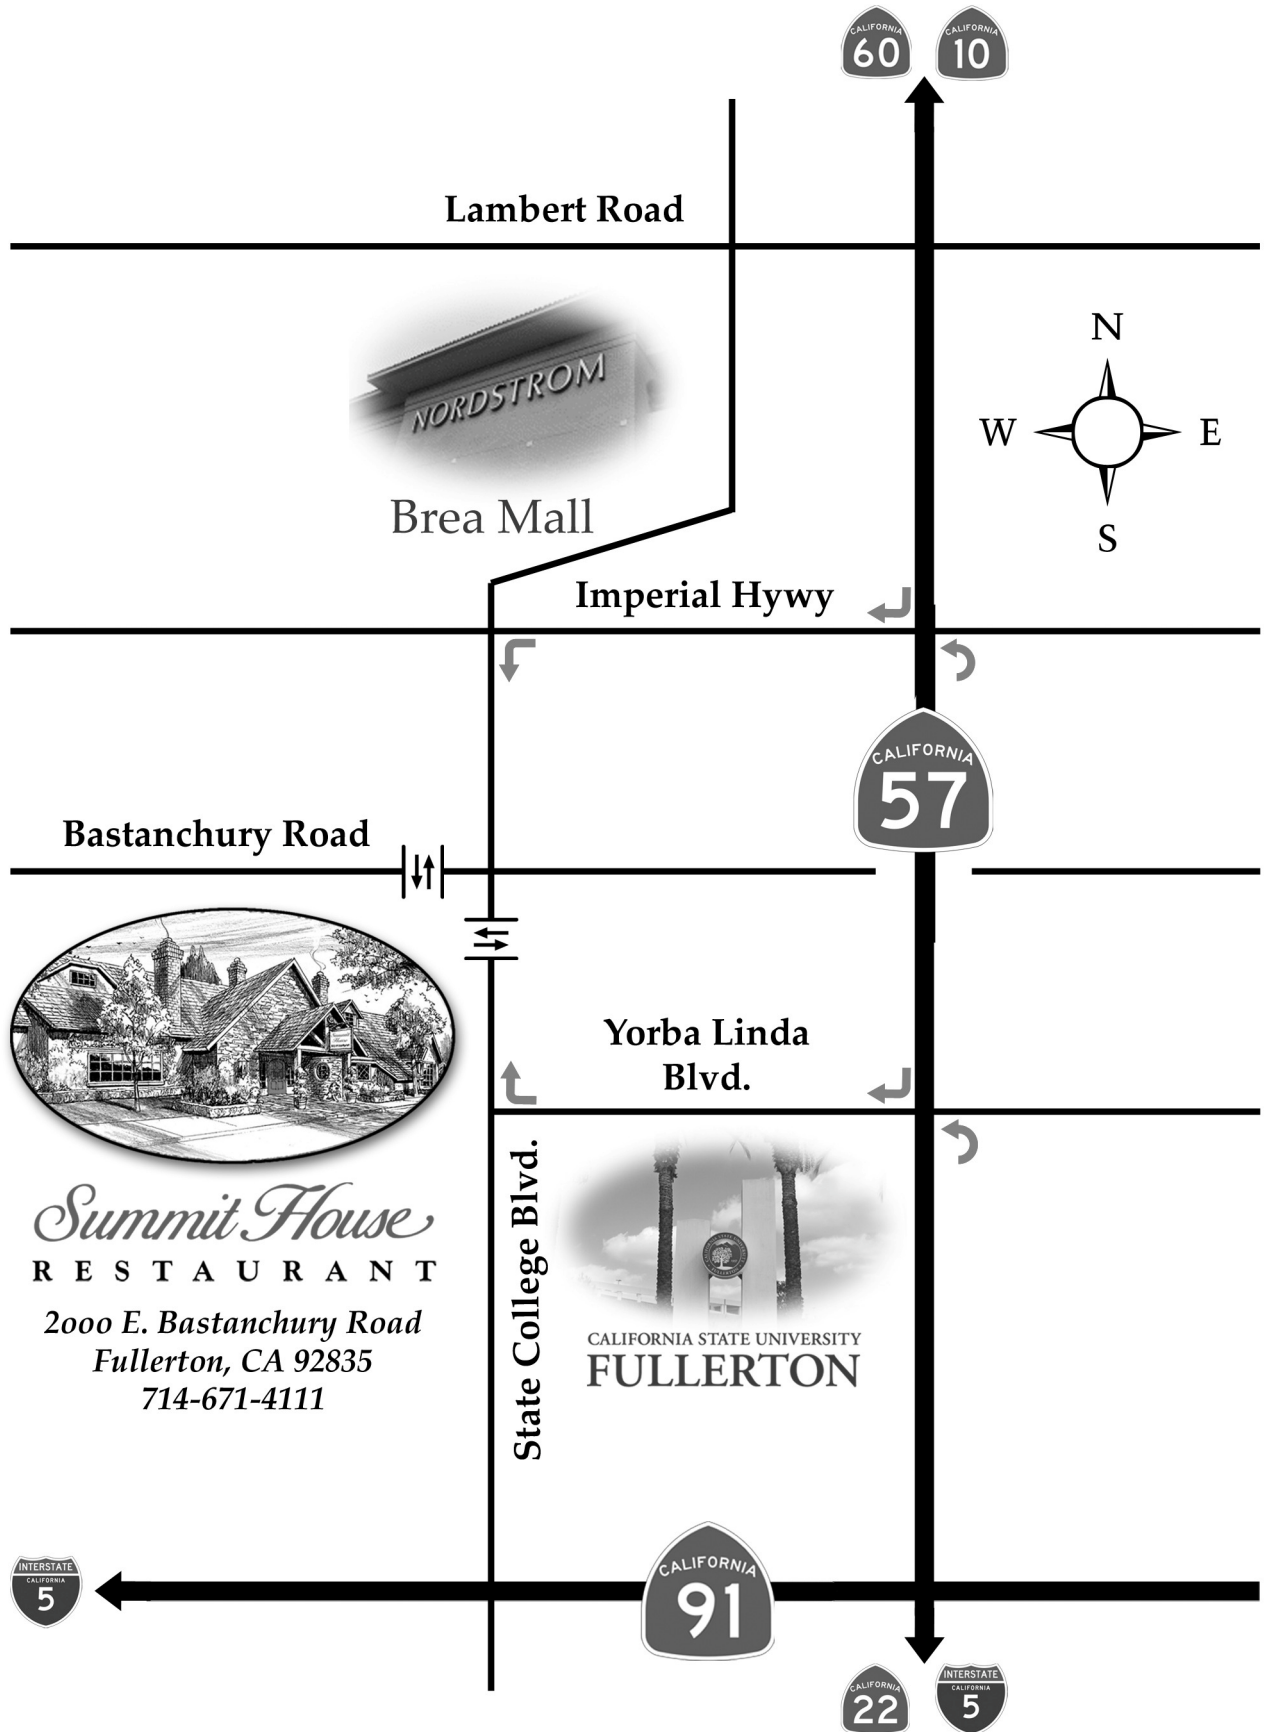 CALIFORNIA
60
CALIFORNIA
10
Lambert Road
NORDSTROM
Brea Mall
N
W
E
S
Imperial Hywy
CALIFORNIA
57
Bastanchury Road
Yorba Linda
Blvd.
State College Blvd.
Summit House
RESTAURANT
2000 E. Bastanchury Road
Fullerton, CA 92835
714-671-4111
CALIFORNIA STATE UNIVERSITY
FULLERTON
INTERSTATE
CALIFORNIA
5
CALIFORNIA
91
CALIFORNIA
22
INTERSTATE
CALIFORNIA
5